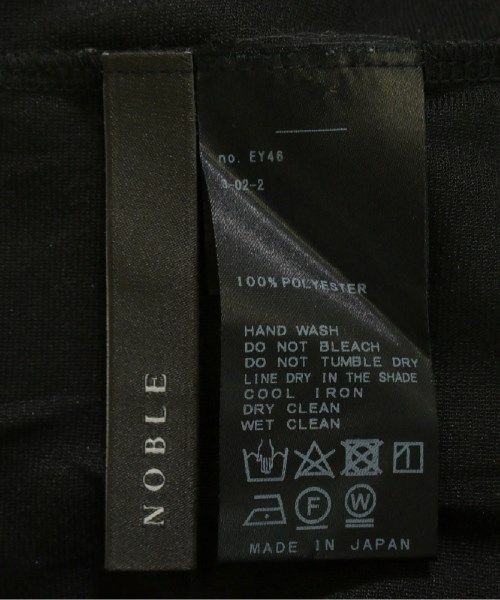 NOBLE
no. EY46
3-02-2
100% POLYESTER
HAND WASH
DO NOT BLEACH
DO NOT TUMBLE DRY
LINE DRY IN THE SHADE
COOL IRON
DRY CLEAN
WET CLEAN
F W
MADE IN JAPAN